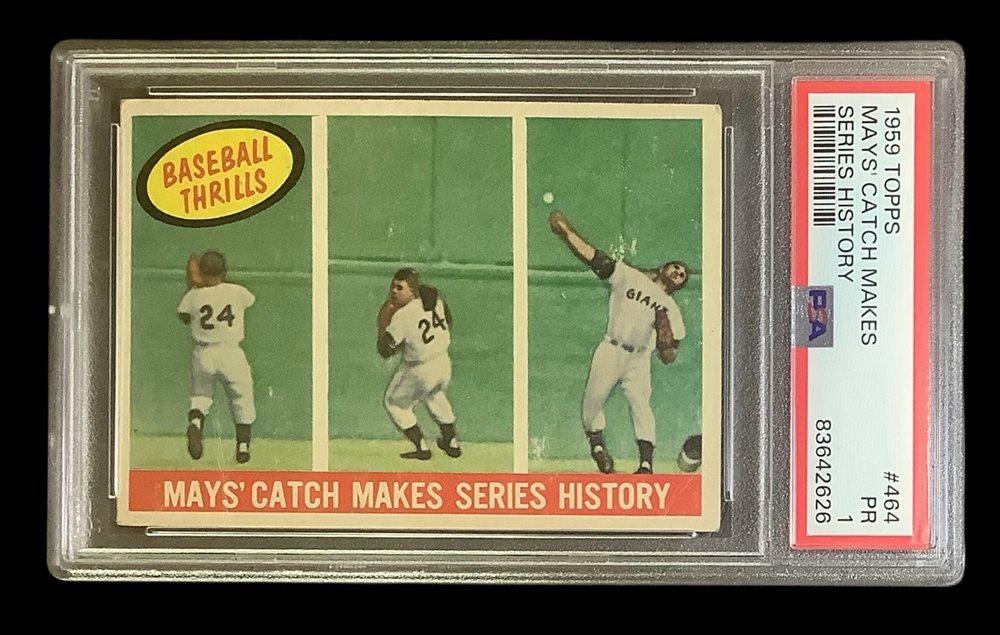 BASEBALL
THRILLS
24
24
GIANT
MAYS' CATCH MAKES SERIES HISTORY
1959 TOPPS
MAYS' CATCH MAKES
SERIES HISTORY
#464
PR
1
83642626
PSA